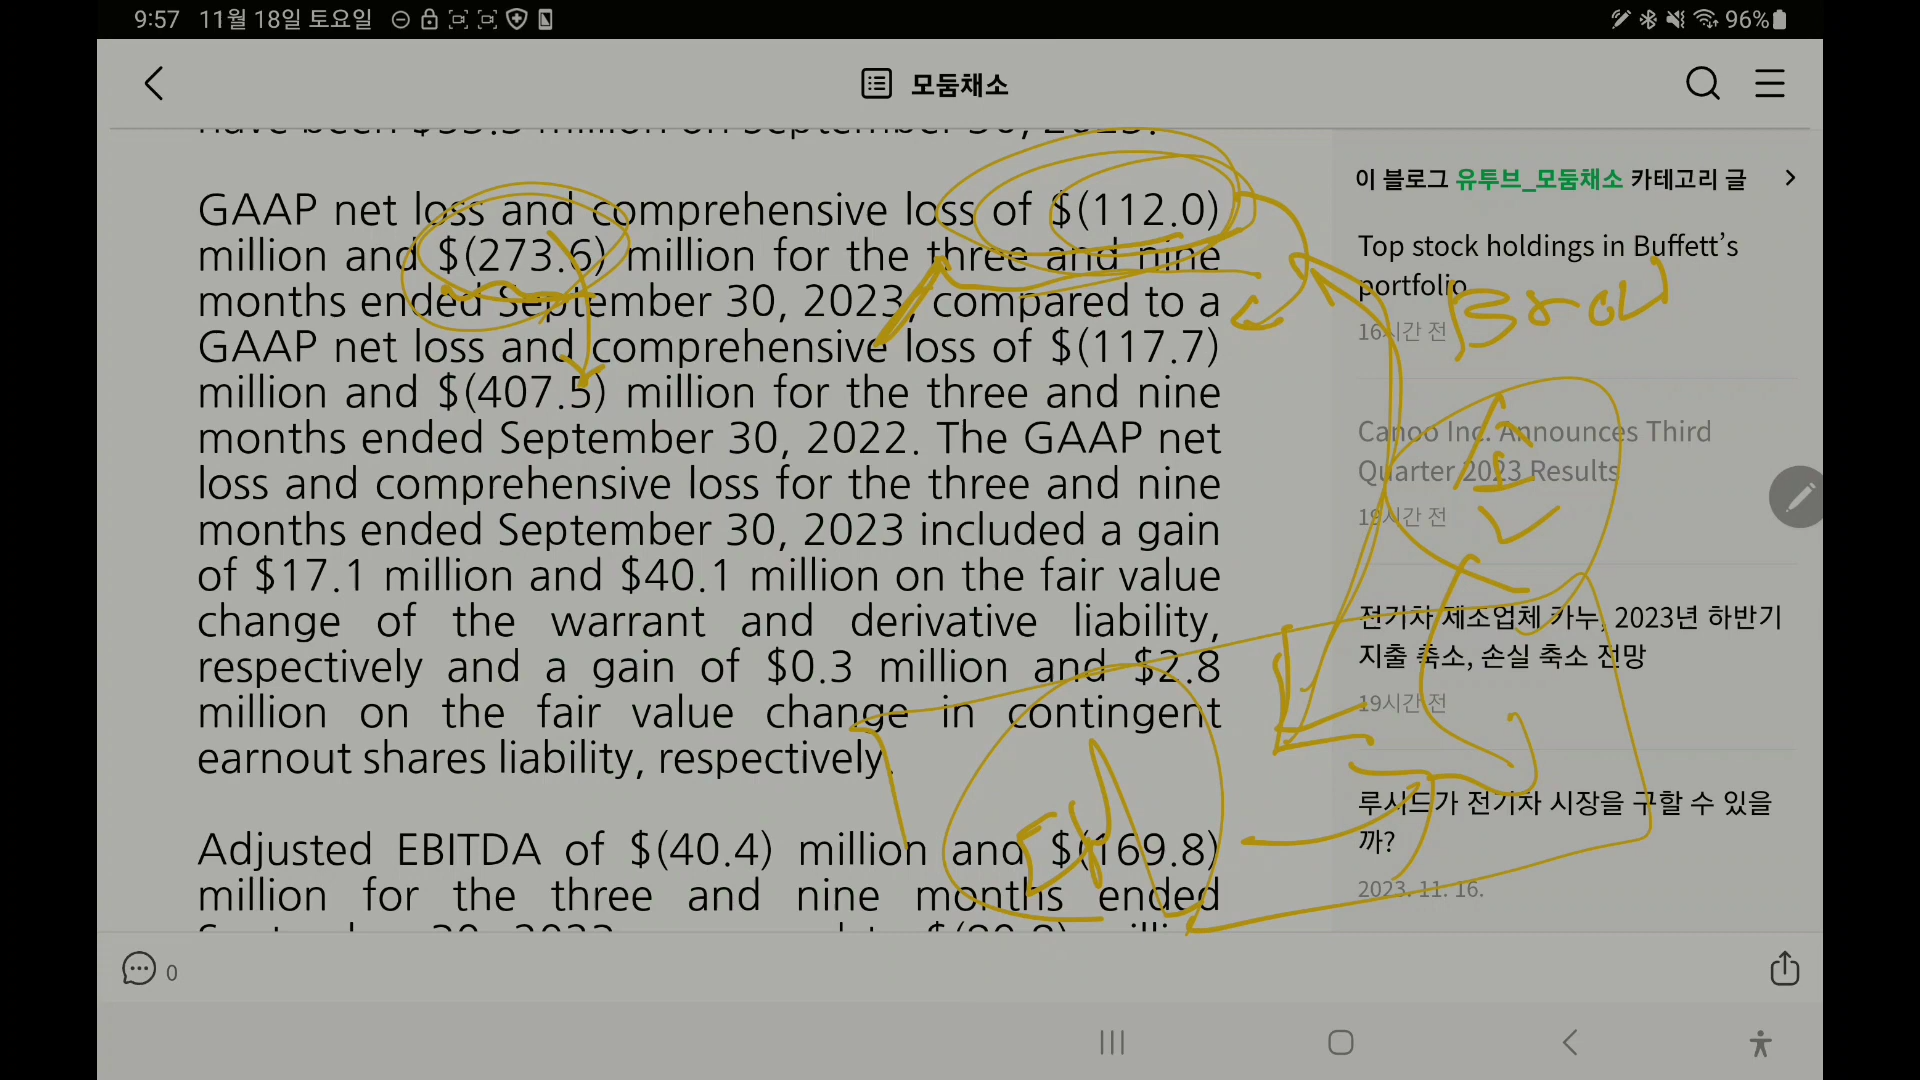 9:57 11월 18일 토요일
96%
모둠채소
have been $53.5 million on September 30, 2023.
GAAP net loss and comprehensive loss of $(112.0)
million and $(273.6) million for the three and nine
months ended September 30, 2023, compared to a
GAAP net loss and comprehensive loss of $(117.7)
million and $(407.5) million for the three and nine
months ended September 30, 2022. The GAAP net
loss and comprehensive loss for the three and nine
months ended September 30, 2023 included a gain
of $17.1 million and $40.1 million on the fair value
change of the warrant and derivative liability,
respectively and a gain of $0.3 million and $2.8
million on the fair value change in contingent
earnout shares liability, respectively.
Adjusted EBITDA of $(40.4) million and $(169.8)
million for the three and nine months ended
이 블로그 유투브_모둠채소 카테고리 글
Top stock holdings in Buffett’s
portfolio
16시간 전
Canoo Inc. Announces Third
Quarter 2023 Results
19시간 전
전기차 제조업체 카누, 2023년 하반기
지출 축소, 손실 축소 전망
19시간 전
루시드가 전기차 시장을 구할 수 있을
까?
2023. 11. 16.
0